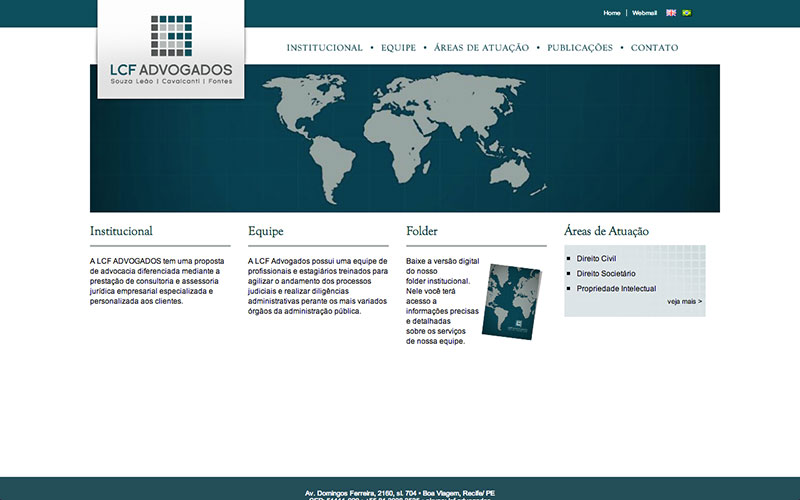 Home | Webmail
LCF ADVOGADOS
Souza Leão | Cavalcanti | Fontes
INSTITUCIONAL • EQUIPE • ÁREAS DE ATUAÇÃO • PUBLICAÇÕES • CONTATO
Institucional
A LCF ADVOGADOS tem uma proposta
de advocacia diferenciada mediante a
prestação de consultoria e assessoria
jurídica empresarial especializada e
personalizada aos clientes.
Equipe
A LCF Advogados possui uma equipe de
profissionais e estagiários treinados para
agilizar o andamento dos processos
judiciais e realizar diligências
administrativas perante os mais variados
órgãos da administração pública.
Folder
Baixe a versão digital
do nosso
folder institucional.
Nele você terá
acesso a
informações precisas
e detalhadas
sobre os serviços
de nossa equipe.
Áreas de Atuação
Direito Civil
Direito Societário
Propriedade Intelectual
veja mais >
Av. Domingos Ferreira, 2160, sl. 704 • Boa Viagem, Recife/ PE